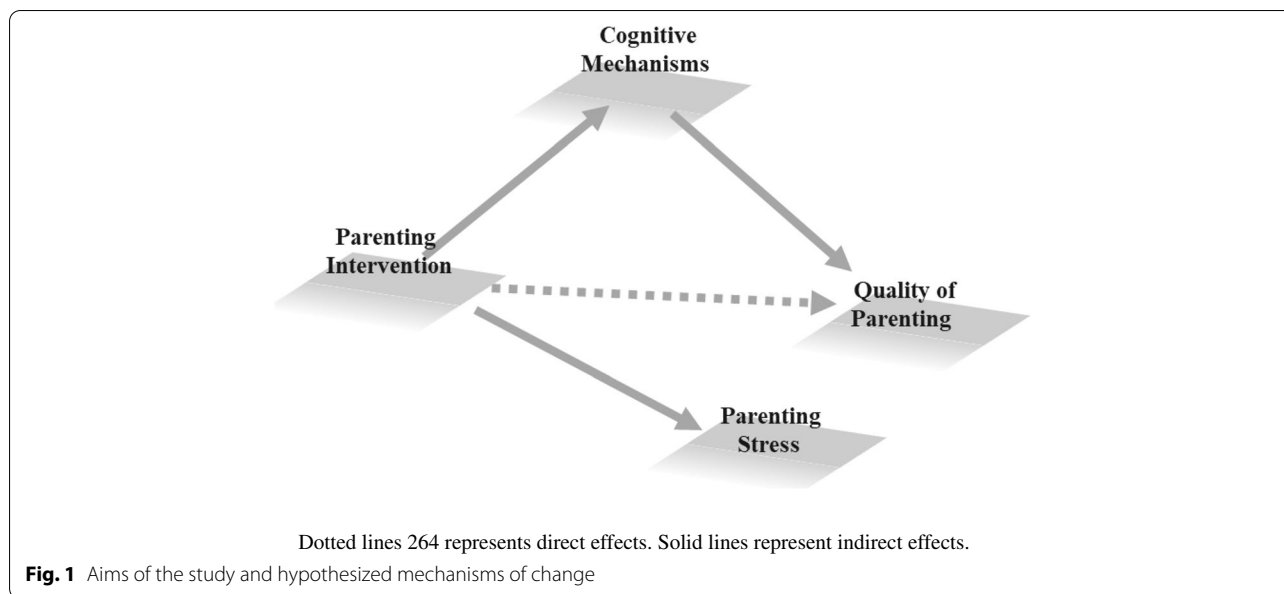 Cognitive
Mechanisms
Parenting
Intervention
Quality of
Parenting
Parenting
Stress
Dotted lines 264 represents direct effects. Solid lines represent indirect effects.
Fig. 1 Aims of the study and hypothesized mechanisms of change